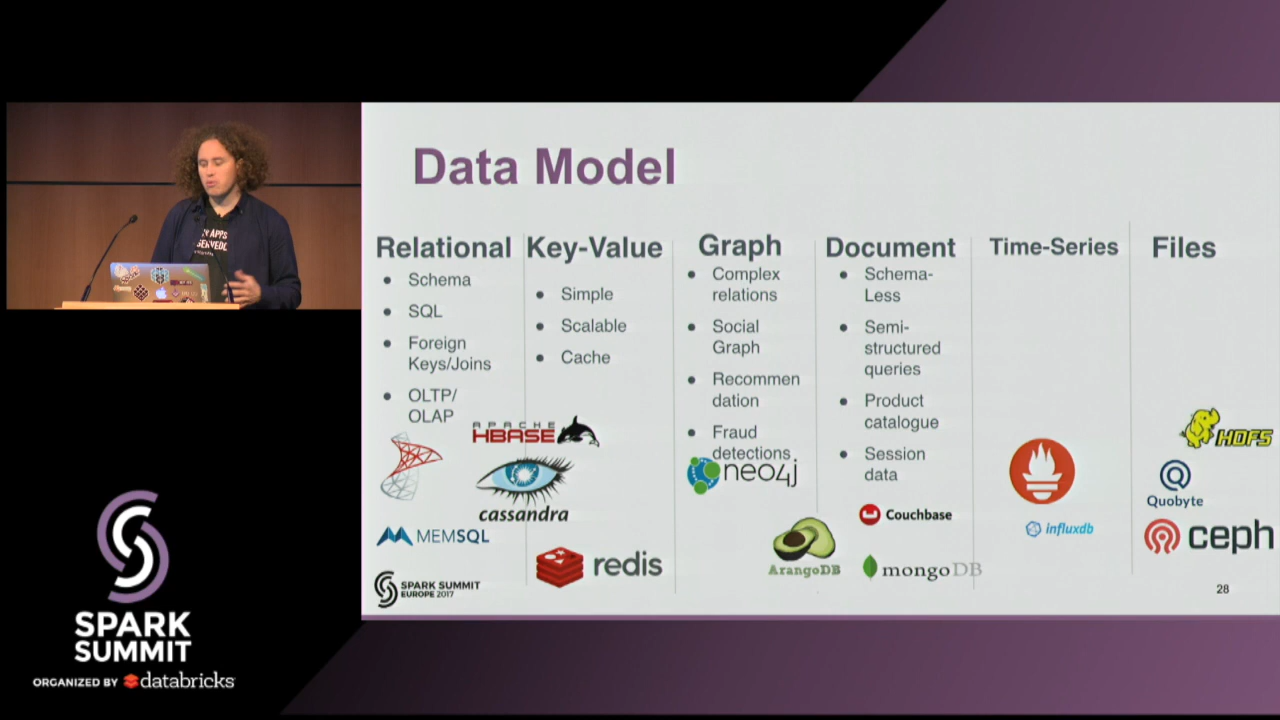 Data Model
Relational
Schema
SQL
Foreign
Keys/Joins
OLTP/
OLAP
Key-Value
Simple
Scalable
Cache
Graph
Complex
relations
Social
Graph
Recommen
dation
Fraud
detections
Document
Schema-
Less
Semi-
structured
queries
Product
catalogue
Session
data
Time-Series
Files
APACHE
HBASE
cassandra
MEMSQL
redis
neo4j
ArangoDB
Couchbase
mongoDB
influxdb
HDFS
Quobyte
ceph
SPARK SUMMIT
EUROPE 2017
28
APPS
SPARK
SUMMIT
ORGANIZED BY databricks